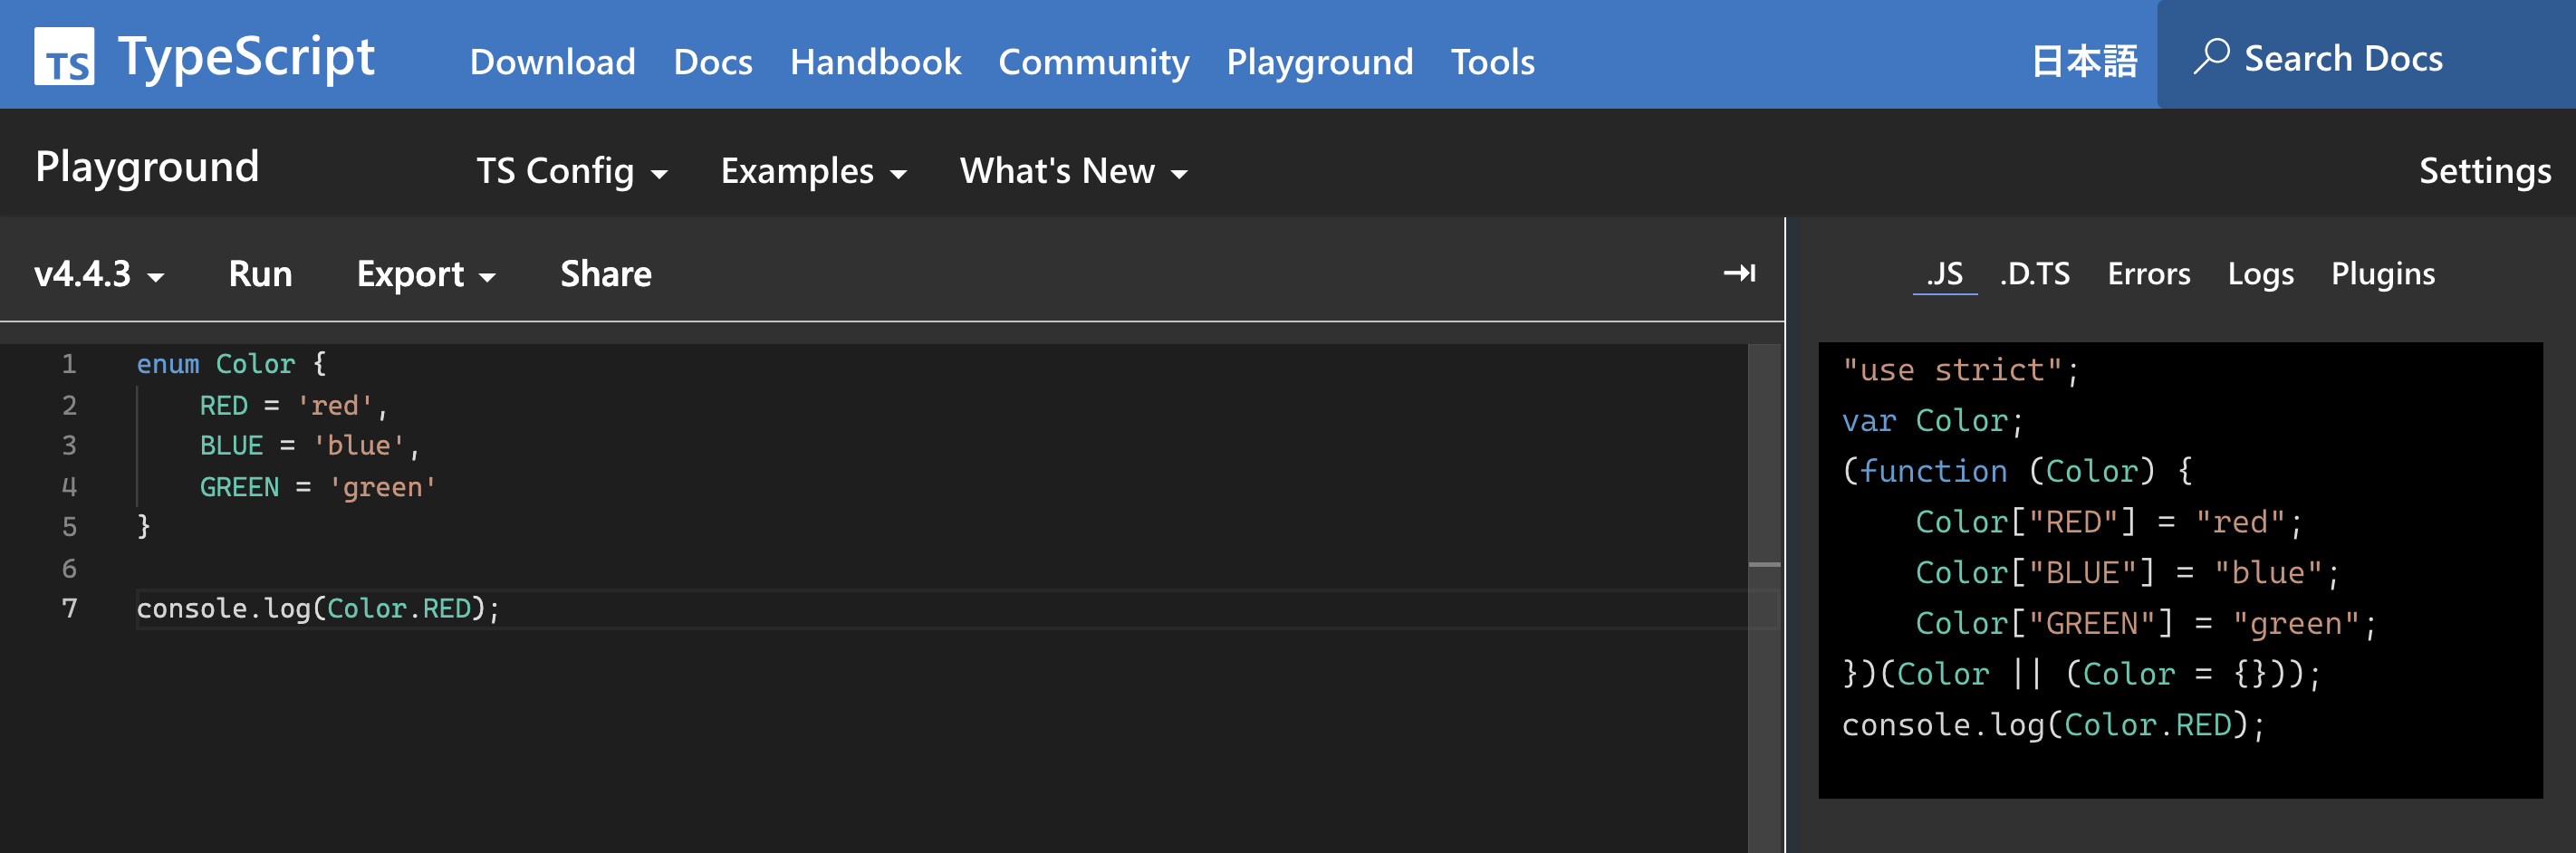 TS TypeScript Download Docs Handbook Community Playground Tools 日本語 Search Docs
Playground TS Config Examples What's New Settings
v4.4.3 Run Export Share
1 enum Color {
2 RED = 'red',
3 BLUE = 'blue',
4 GREEN = 'green'
5 }
6
7 console.log(Color.RED);
.JS .D.TS Errors Logs Plugins
"use strict";
var Color;
(function (Color) {
    Color["RED"] = "red";
    Color["BLUE"] = "blue";
    Color["GREEN"] = "green";
})(Color || (Color = {}));
console.log(Color.RED);